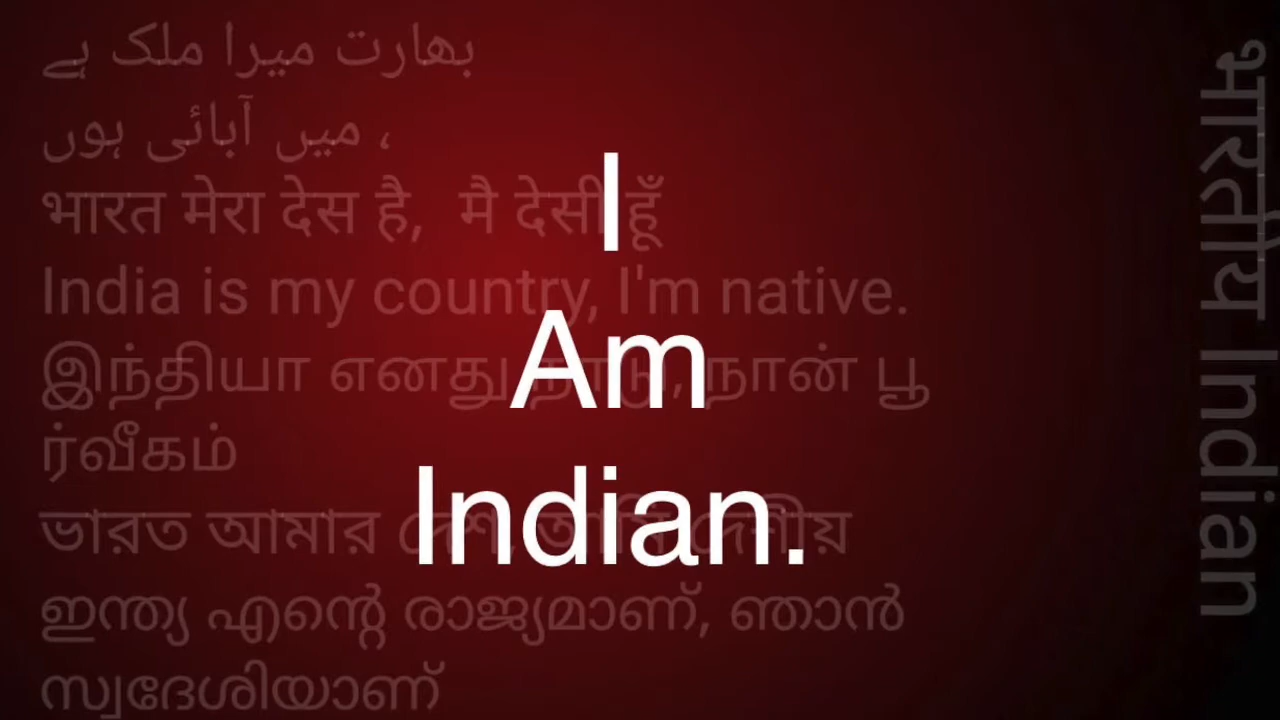 بھارت میرا ملک ہے
، میں آبائی ہوں
भारत मेरा देस है, मै देसी हूँ
India is my country, I'm native.
இந்தியா எனது நாடு, நான் பூ
ர்வீகம்
ভারত আমার দেশ, আমি দেশীয়
ഇന്ത്യ എന്റെ രാജ്യമാണ്, ഞാൻ
സ്വദേശിയാണ്
I
Am
Indian.
भारतीय Indian